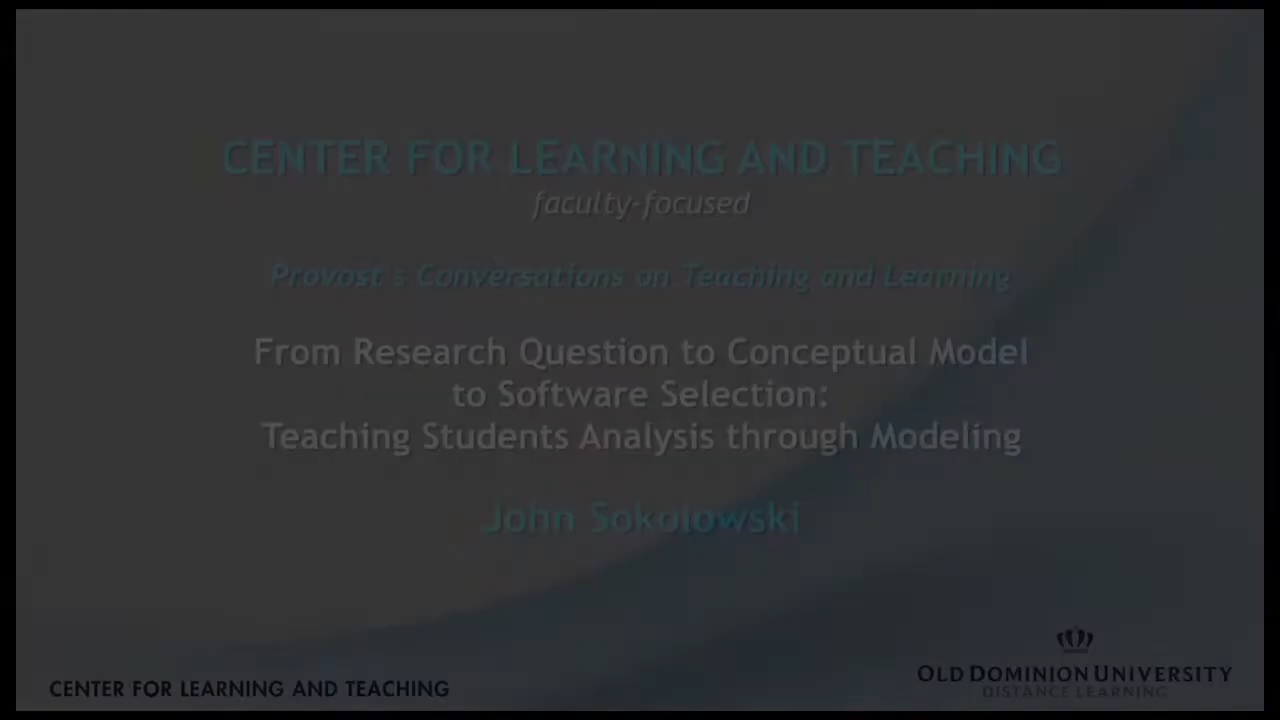 CENTER FOR LEARNING AND TEACHING
faculty-focused
Provost's Conversations on Teaching and Learning
From Research Question to Conceptual Model
to Software Selection:
Teaching Students Analysis through Modeling
John Sokolowski
CENTER FOR LEARNING AND TEACHING
OLD DOMINION UNIVERSITY
DISTANCE LEARNING